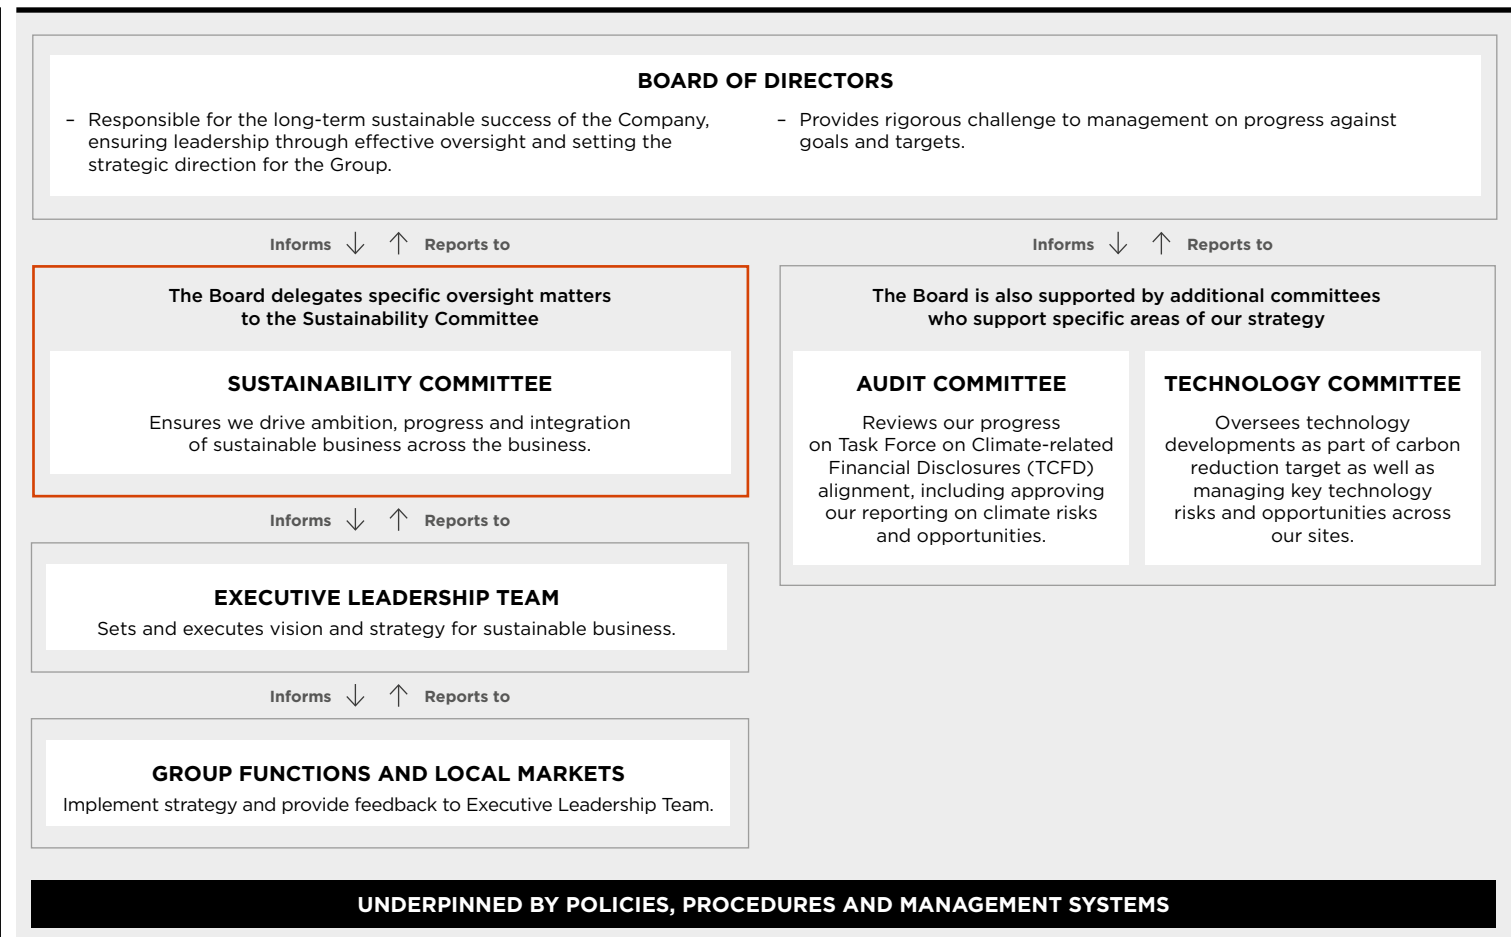 BOARD OF DIRECTORS
– Responsible for the long-term sustainable success of the Company,
ensuring leadership through effective oversight and setting the
strategic direction for the Group.
– Provides rigorous challenge to management on progress against
goals and targets.
Informs ↓ ↑ Reports to
Informs ↓ ↑ Reports to
The Board delegates specific oversight matters
to the Sustainability Committee
SUSTAINABILITY COMMITTEE
Ensures we drive ambition, progress and integration
of sustainable business across the business.
The Board is also supported by additional committees
who support specific areas of our strategy
AUDIT COMMITTEE
Reviews our progress
on Task Force on Climate-related
Financial Disclosures (TCFD)
alignment, including approving
our reporting on climate risks
and opportunities.
TECHNOLOGY COMMITTEE
Oversees technology
developments as part of carbon
reduction target as well as
managing key technology
risks and opportunities across
our sites.
Informs ↓ ↑ Reports to
EXECUTIVE LEADERSHIP TEAM
Sets and executes vision and strategy for sustainable business.
Informs ↓ ↑ Reports to
GROUP FUNCTIONS AND LOCAL MARKETS
Implement strategy and provide feedback to Executive Leadership Team.
UNDERPINNED BY POLICIES, PROCEDURES AND MANAGEMENT SYSTEMS